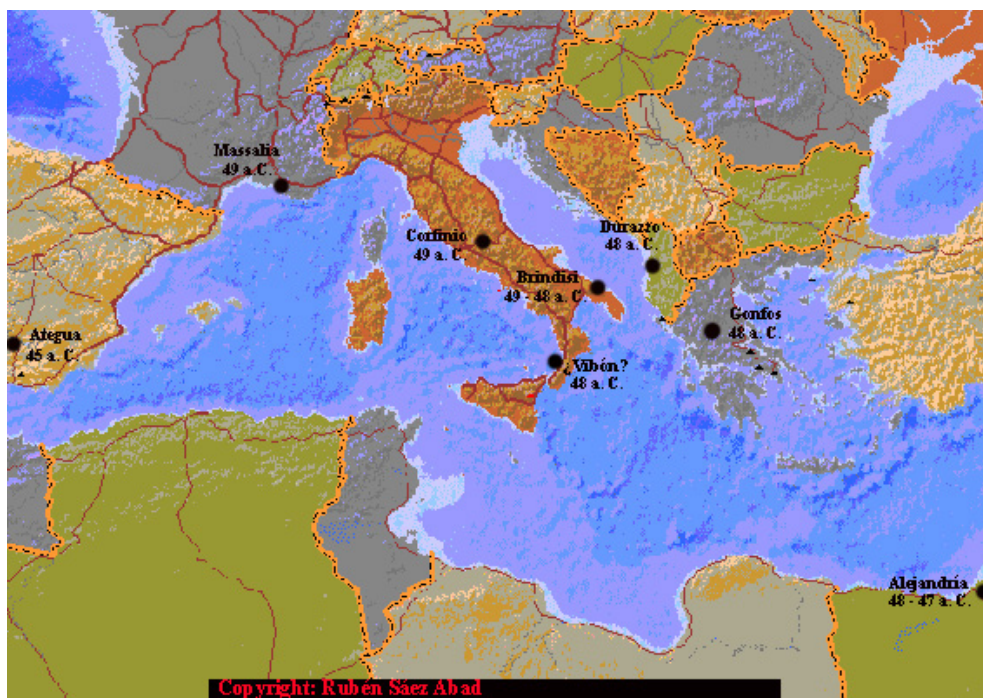 Massalia
49 a.C.
Corfinio
49 a. C.
Durazzo
48 a. C.
Brindisi
49 - 48 a. C.
Gonfos
48 a. C.
Ategua
45 a. C.
¿Vibón?
48 a. C.
Alejandría
48 - 47 a. C.
Copyright: Rubén Sáez Abad